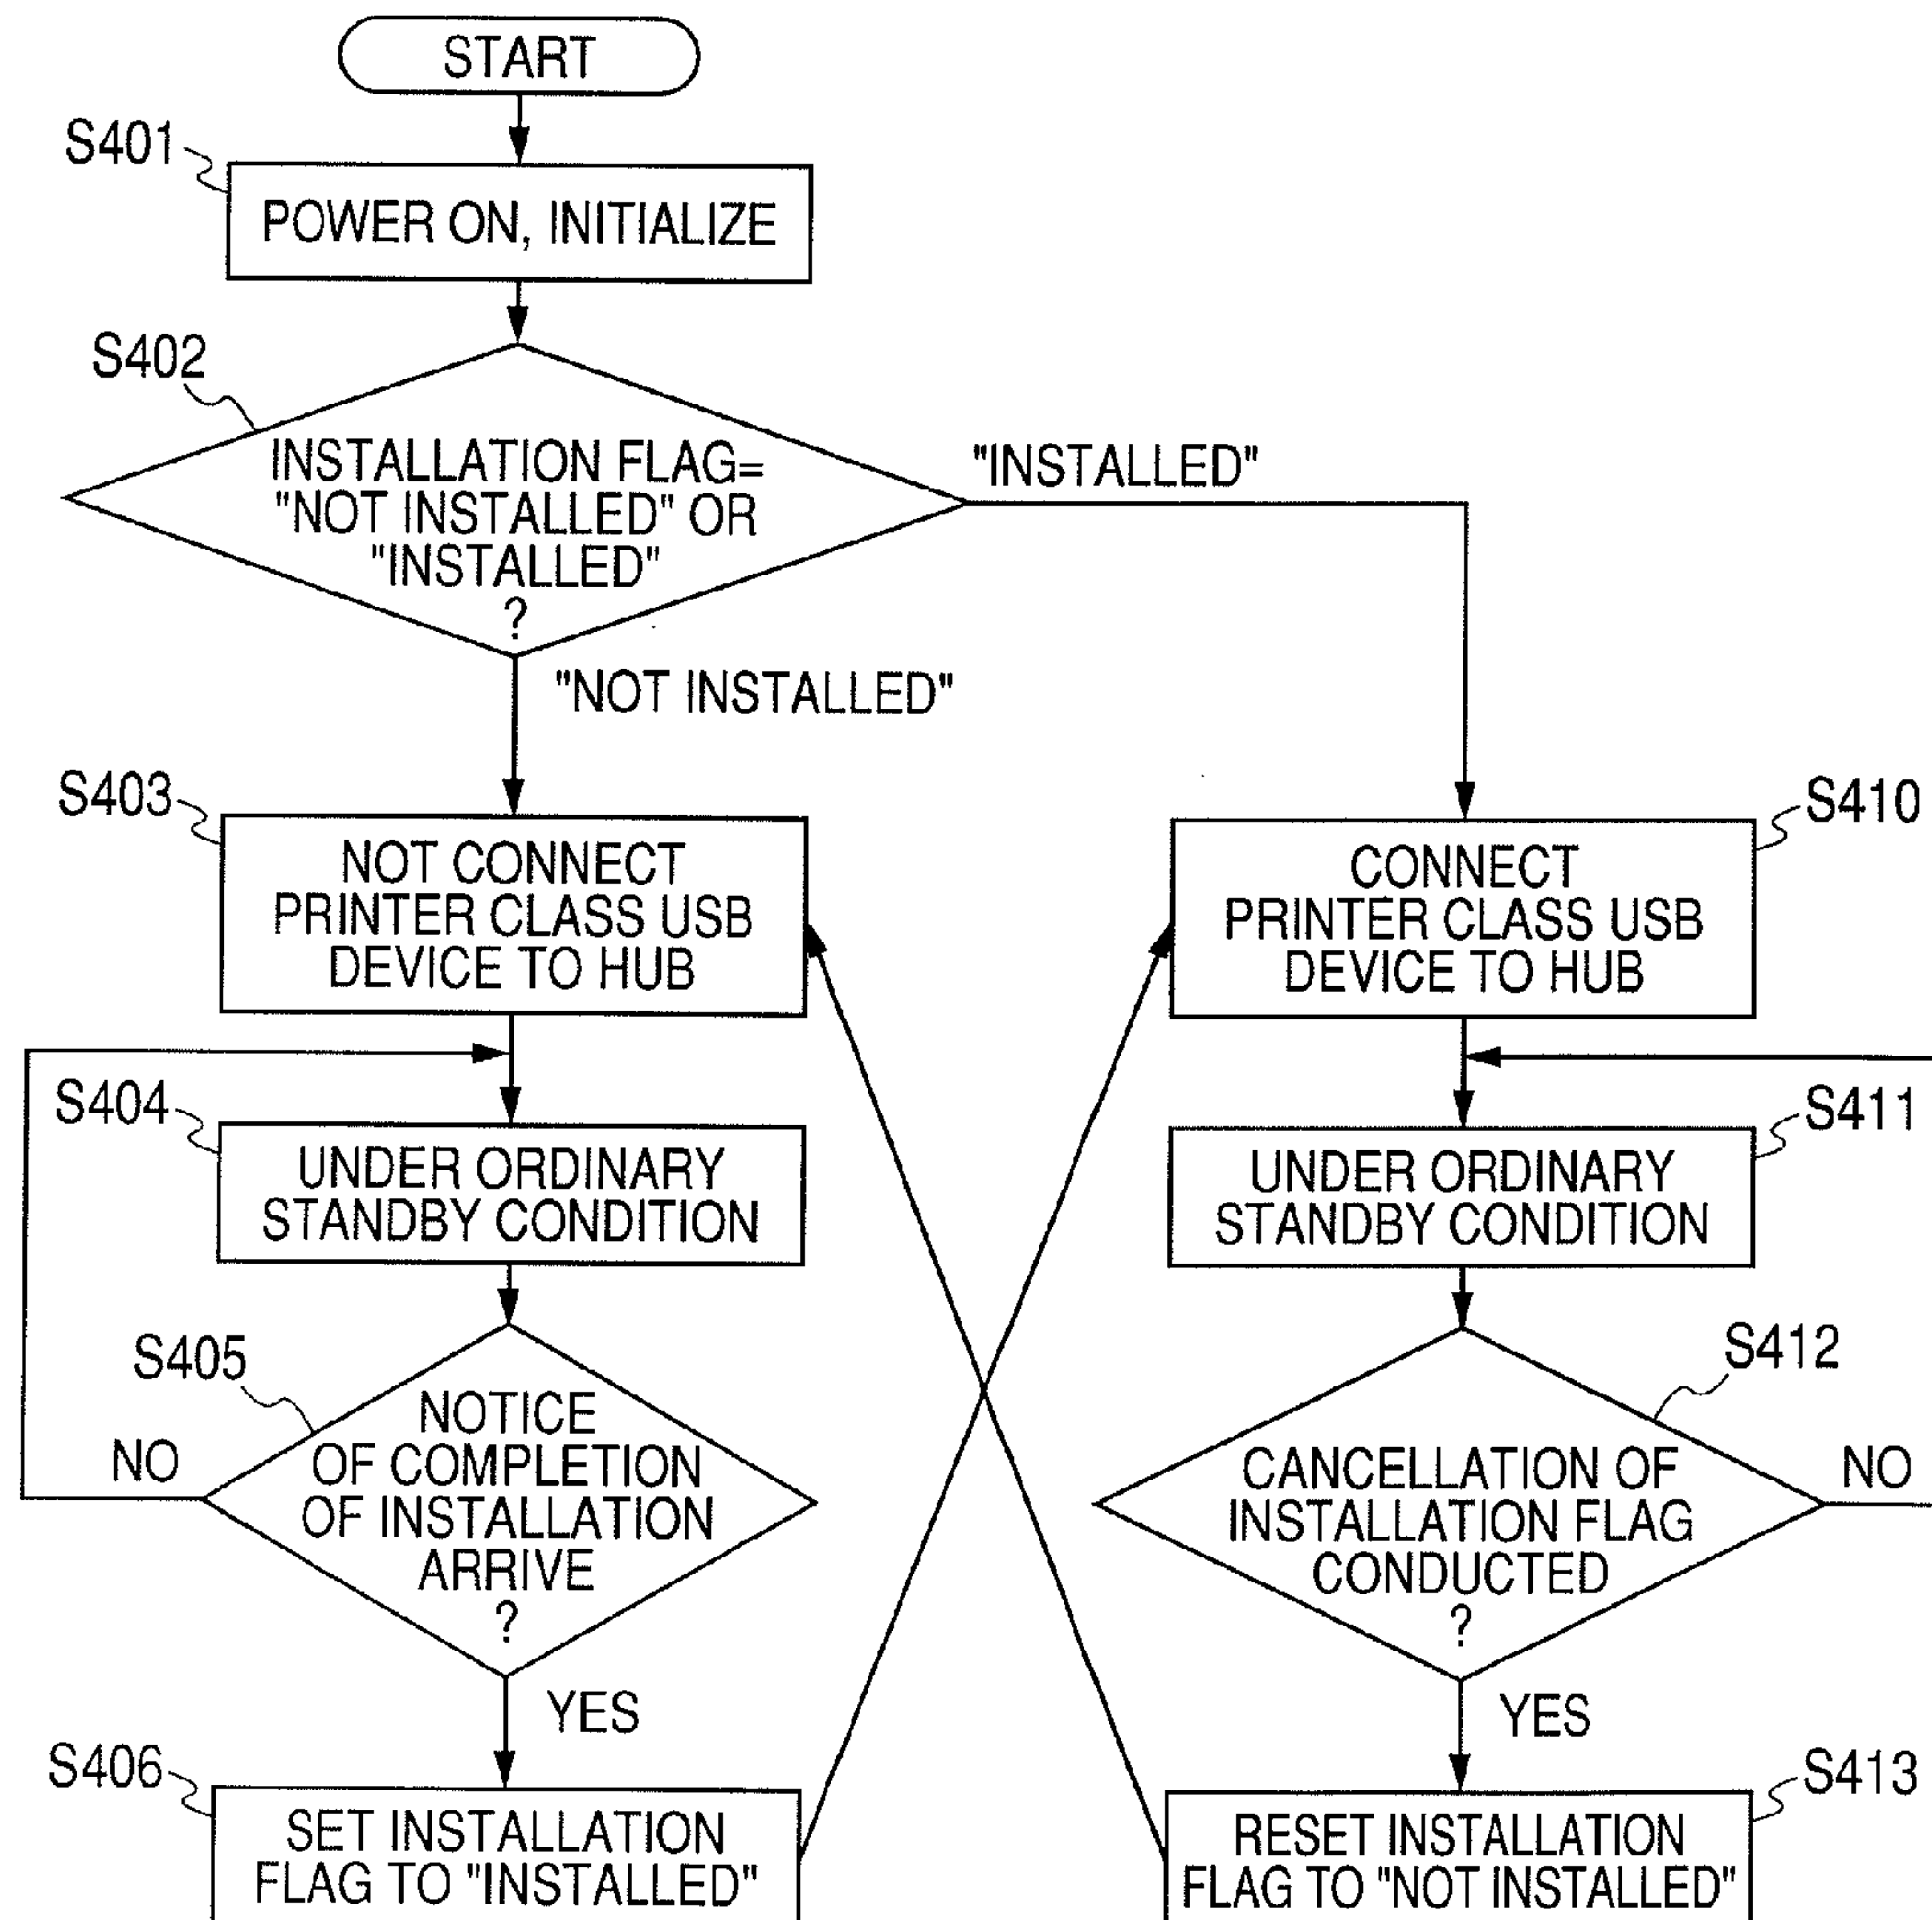 START
S401
POWER ON, INITIALIZE
S402
INSTALLATION FLAG=
"NOT INSTALLED" OR
"INSTALLED"
?
"INSTALLED"
"NOT INSTALLED"
S403
NOT CONNECT
PRINTER CLASS USB
DEVICE TO HUB
S404
UNDER ORDINARY
STANDBY CONDITION
S405
NOTICE
OF COMPLETION
OF INSTALLATION
ARRIVE
?
NO
YES
S406
SET INSTALLATION
FLAG TO "INSTALLED"
S410
CONNECT
PRINTER CLASS USB
DEVICE TO HUB
S411
UNDER ORDINARY
STANDBY CONDITION
S412
CANCELLATION OF
INSTALLATION FLAG
CONDUCTED
?
NO
YES
S413
RESET INSTALLATION
FLAG TO "NOT INSTALLED"